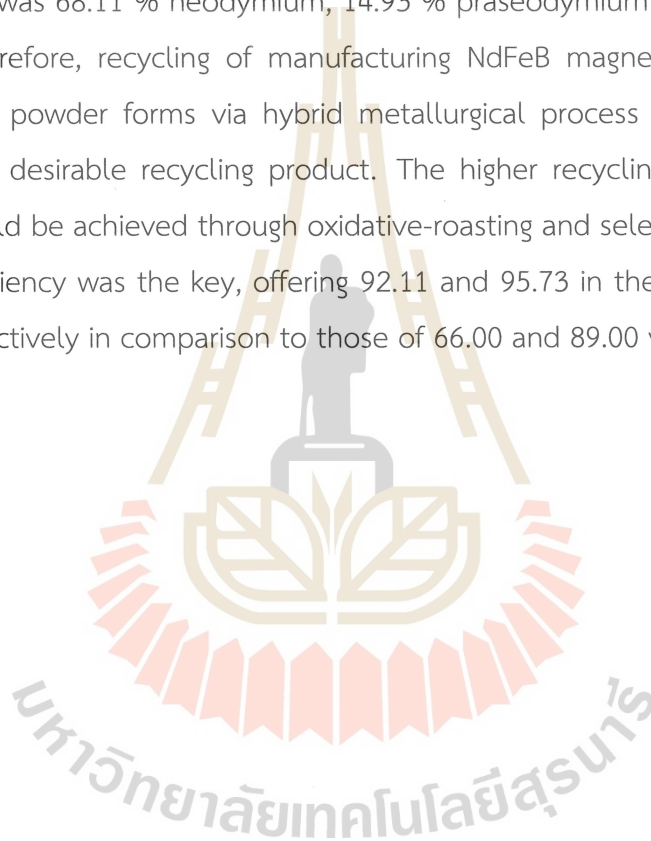 was 68.11 % neodymium, 14.93 % praseodymium
refore, recycling of manufacturing NdFeB magne
powder forms via hybrid metallurgical process
desirable recycling product. The higher recyclin
ld be achieved through oxidative-roasting and sele
iency was the key, offering 92.11 and 95.73 in the
ctively in comparison to those of 66.00 and 89.00
มหาวิทยาลัยเทคโนโลยีสุรนารี